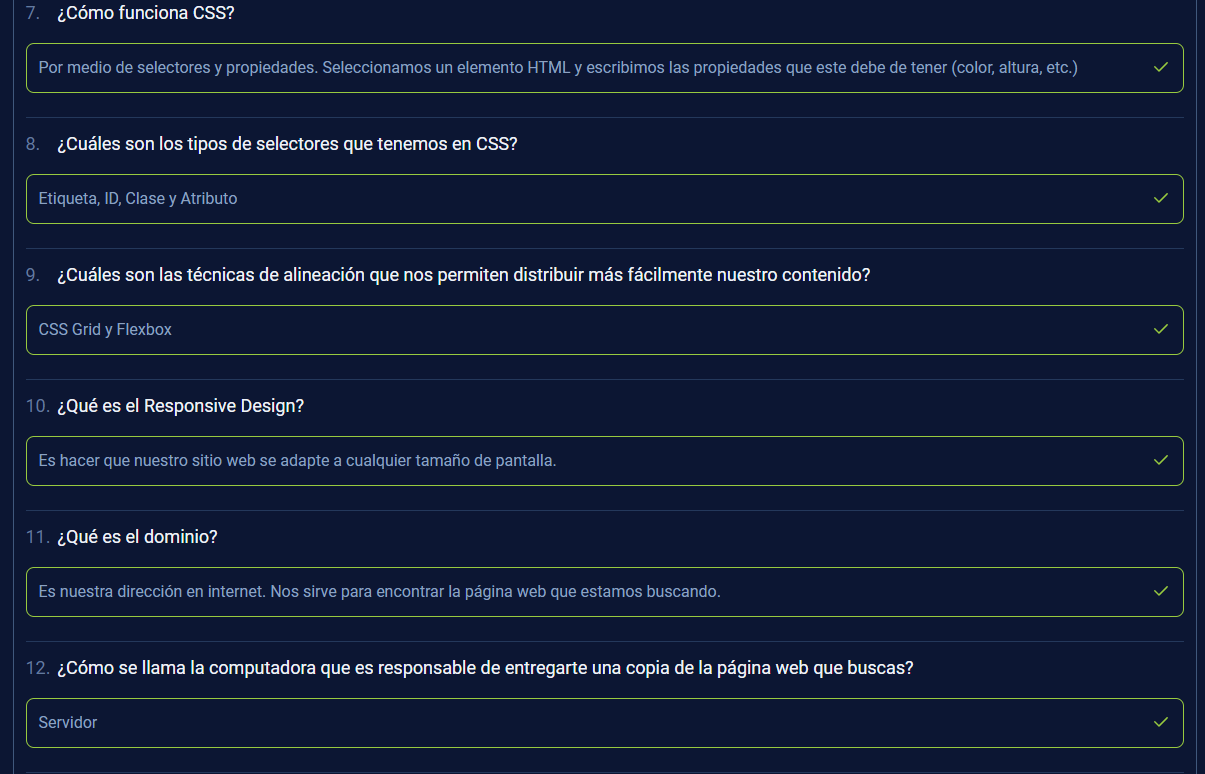 7. ¿Cómo funciona CSS?
Por medio de selectores y propiedades. Seleccionamos un elemento HTML y escribimos las propiedades que este debe de tener (color, altura, etc.)
8. ¿Cuáles son los tipos de selectores que tenemos en CSS?
Etiqueta, ID, Clase y Atributo
9. ¿Cuáles son las técnicas de alineación que nos permiten distribuir más fácilmente nuestro contenido?
CSS Grid y Flexbox
10. ¿Qué es el Responsive Design?
Es hacer que nuestro sitio web se adapte a cualquier tamaño de pantalla.
11. ¿Qué es el dominio?
Es nuestra dirección en internet. Nos sirve para encontrar la página web que estamos buscando.
12. ¿Cómo se llama la computadora que es responsable de entregarte una copia de la página web que buscas?
Servidor